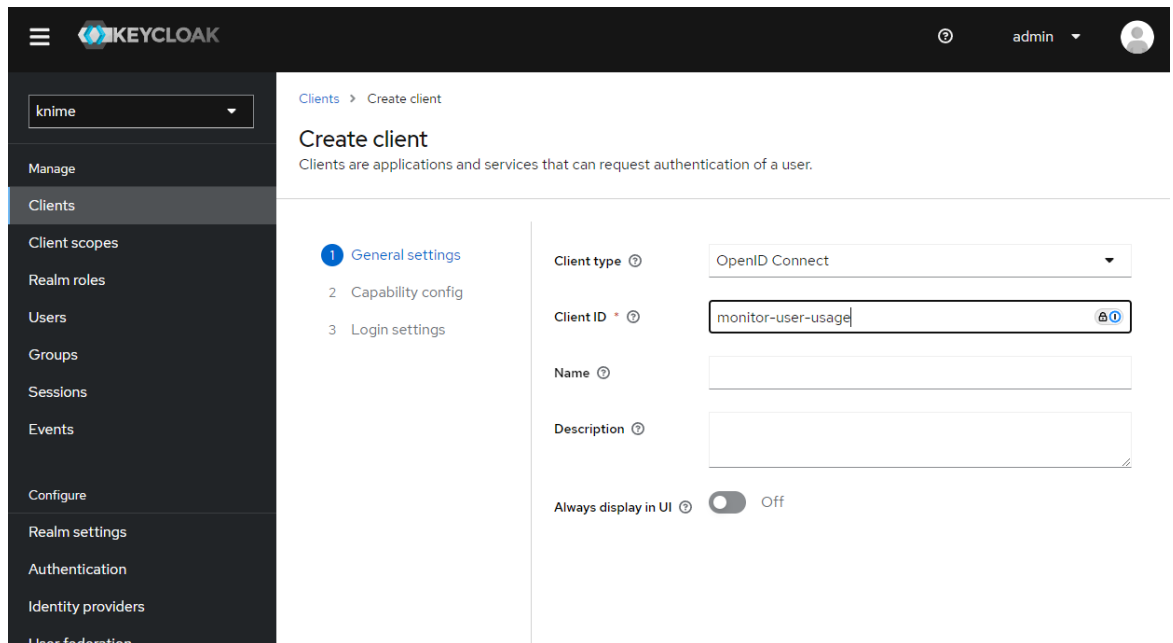 KEYCLOAK
admin
knime
Manage
Clients
Client scopes
Realm roles
Users
Groups
Sessions
Events
Configure
Realm settings
Authentication
Identity providers
User federation
Clients > Create client
Create client
Clients are applications and services that can request authentication of a user.
1 General settings
2 Capability config
3 Login settings
Client type
OpenID Connect
Client ID *
monitor-user-usage
Name
Description
Always display in UI
Off